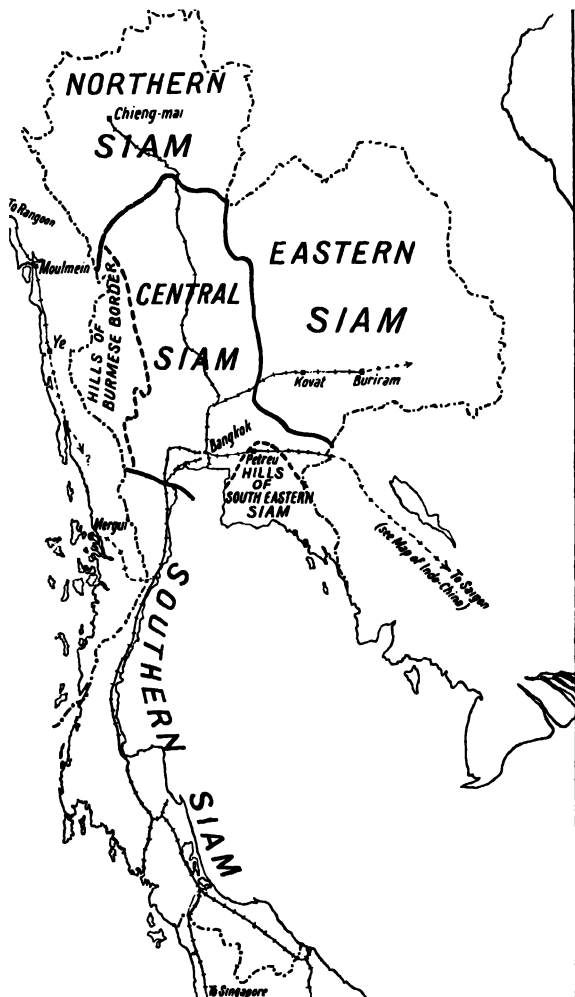 NORTHERN
Chieng-mai
SIAM
To Rangoon
Moulmein
EASTERN
SIAM
CENTRAL
SIAM
HILLS OF
BURMESE BORDER
Ye
Kovat
Buriram
?
Bangkok
Petreu
HILLS
OF
SOUTH EASTERN
SIAM
Mergui
To Saigon
(see Map of Indo-China)
SOUTHERN
SIAM
To Singapore